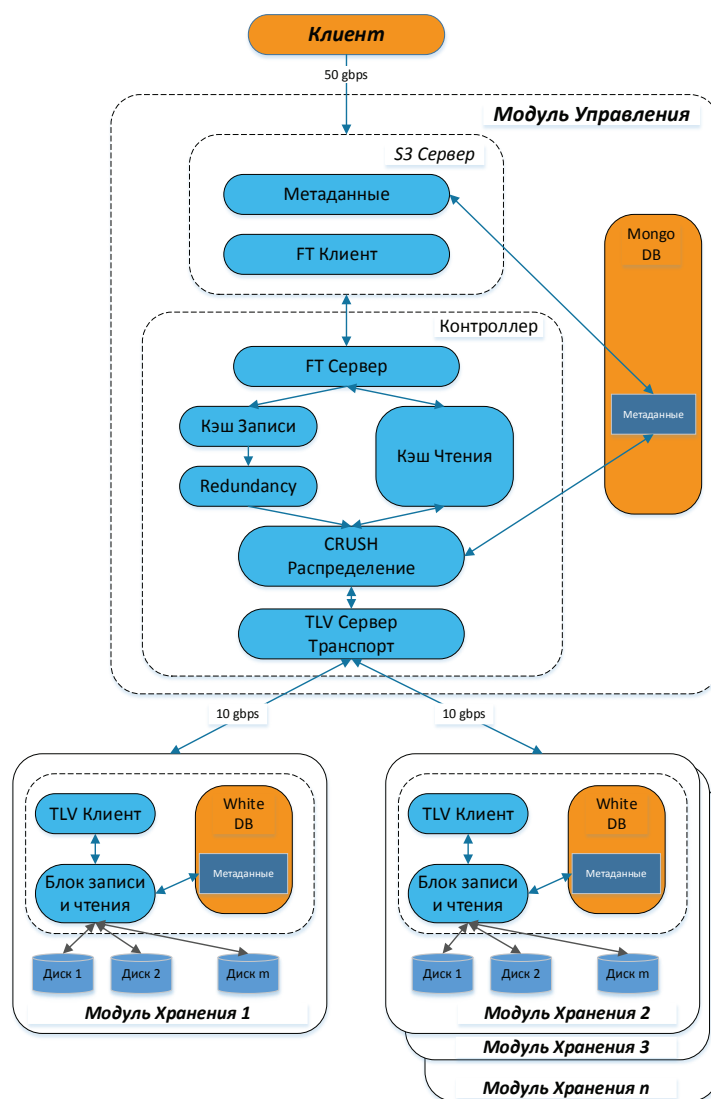 Клиент
50 gbps
Модуль Управления
S3 Сервер
Метаданные
FT Клиент
Mongo
DB
Метаданные
Контроллер
FT Сервер
Кэш Записи
Кэш Чтения
Redundancy
CRUSH
Распределение
TLV Сервер
Транспорт
10 gbps
10 gbps
TLV Клиент
White
DB
Метаданные
Блок записи
и чтения
Диск 1
Диск 2
Диск m
Модуль Хранения 1
TLV Клиент
White
DB
Метаданные
Блок записи
и чтения
Диск 1
Диск 2
Диск m
Модуль Хранения 2
Модуль Хранения 3
Модуль Хранения n